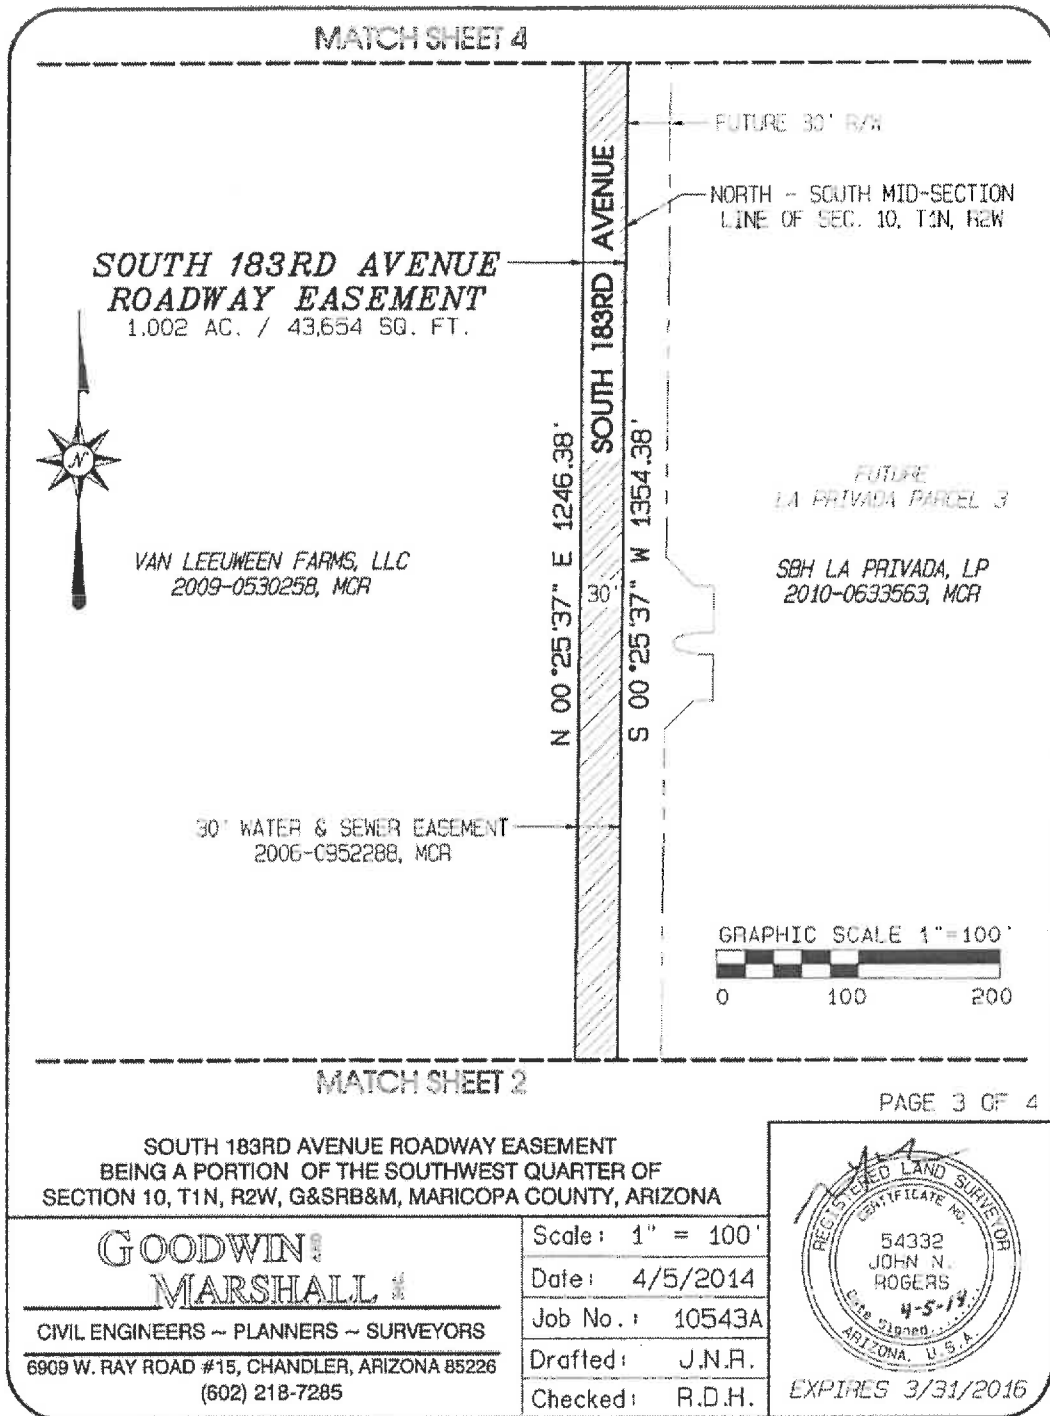 MATCH SHEET 4
FUTURE 30' R/W
NORTH - SOUTH MID-SECTION
LINE OF SEC. 10, T1N, R2W
SOUTH 183RD AVENUE
SOUTH 183RD AVENUE
ROADWAY EASEMENT
1.002 AC. / 43,654 SQ. FT.
N
N 00°25'37" E 1246.38'
30'
S 00°25'37" W 1354.38'
FUTURE
LA PRIVADA PARCEL 3
VAN LEEUWEEN FARMS, LLC
2009-0530258, MCR
SBH LA PRIVADA, LP
2010-0633563, MCR
30' WATER & SEWER EASEMENT
2006-0952288, MCR
GRAPHIC SCALE 1"=100'
0 100 200
MATCH SHEET 2
PAGE 3 OF 4
SOUTH 183RD AVENUE ROADWAY EASEMENT
BEING A PORTION OF THE SOUTHWEST QUARTER OF
SECTION 10, T1N, R2W, G&SRB&M, MARICOPA COUNTY, ARIZONA
GOODWIN AND
MARSHALL INC
CIVIL ENGINEERS ~ PLANNERS ~ SURVEYORS
6909 W. RAY ROAD #15, CHANDLER, ARIZONA 85226
(602) 218-7285
Scale: 1" = 100'
Date: 4/5/2014
Job No.: 10543A
Drafted: J.N.R.
Checked: R.D.H.
REGISTERED LAND SURVEYOR
CERTIFICATE NO.
54332
JOHN N.
ROGERS
4-5-14
Date Signed
ARIZONA, U.S.A.
EXPIRES 3/31/2016